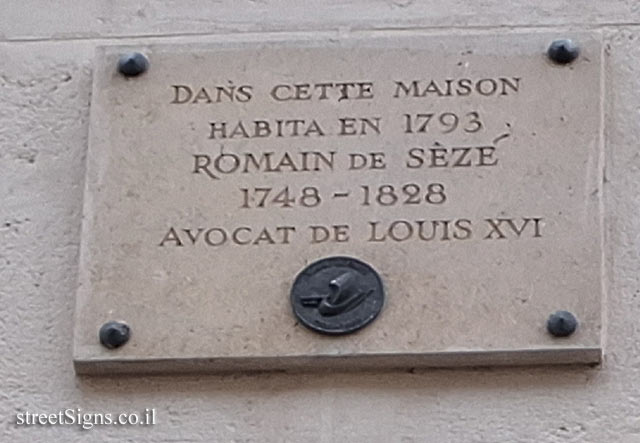 DANS CETTE MAISON
HABITA EN 1793
ROMAIN DE SÈZE
1748 - 1828
AVOCAT DE LOUIS XVI
streetSigns.co.il